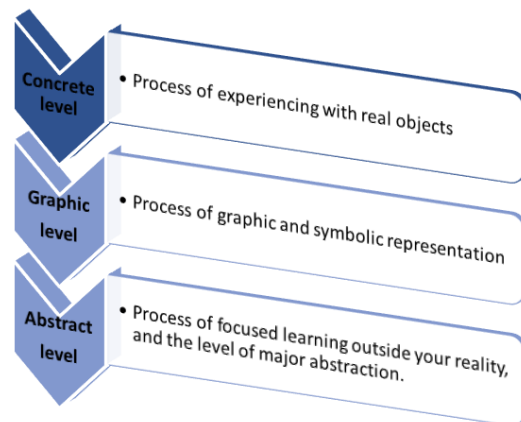 Concrete
level
• Process of experiencing with real objects
Graphic
level
• Process of graphic and symbolic representation
Abstract
level
• Process of focused learning outside your reality,
and the level of major abstraction.